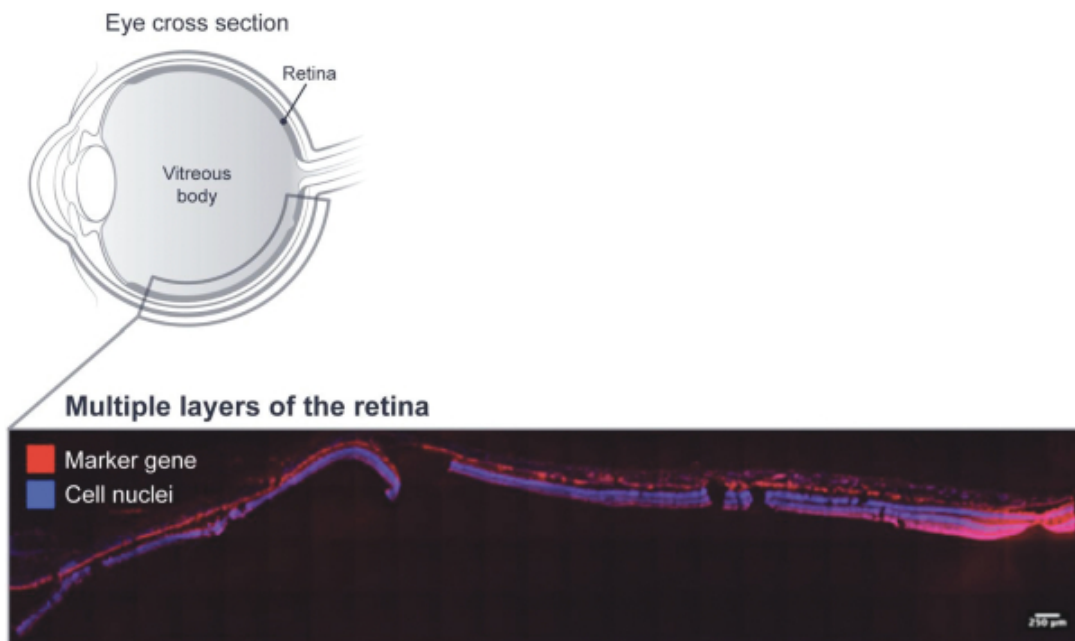 Eye cross section
Retina
Vitreous
body
Multiple layers of the retina
Marker gene
Cell nuclei
250 µm